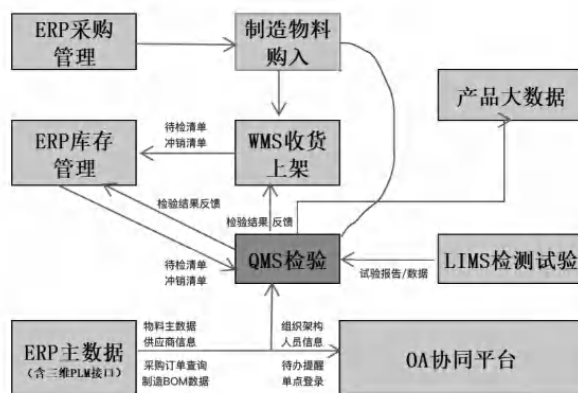 ERP采购
管理
制造物料
购入
产品大数据
ERP库存
管理
待检清单
冲销清单
WMS收货
上架
检验结果反馈
检验结果 反馈
QMS检验
LIMS检测试验
试验报告/数据
待检清单
冲销清单
物料主数据
供应商信息
组织架构
人员信息
ERP主数据
(含三维PLM接口)
采购订单查询
制造BOM数据
待办提醒
单点登录
OA协同平台